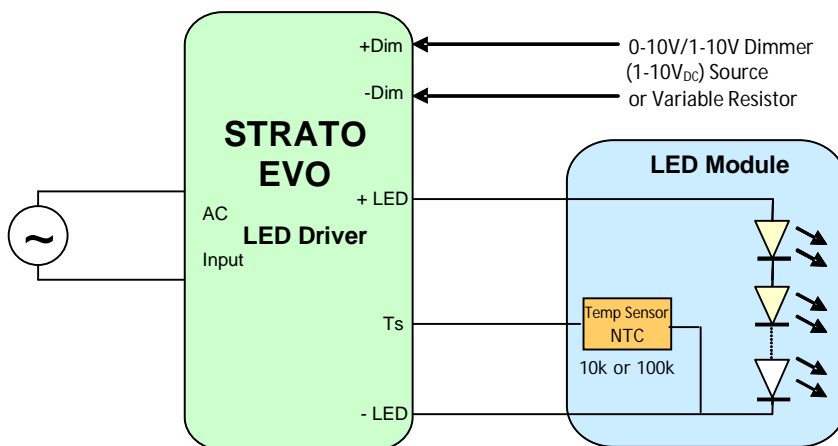 +Dim
-Dim
0-10V/1-10V Dimmer
(1-10VDC) Source
or Variable Resistor
STRATO
EVO
LED Driver
AC
Input
~
+ LED
Ts
- LED
LED Module
Temp Sensor
NTC
10k or 100k